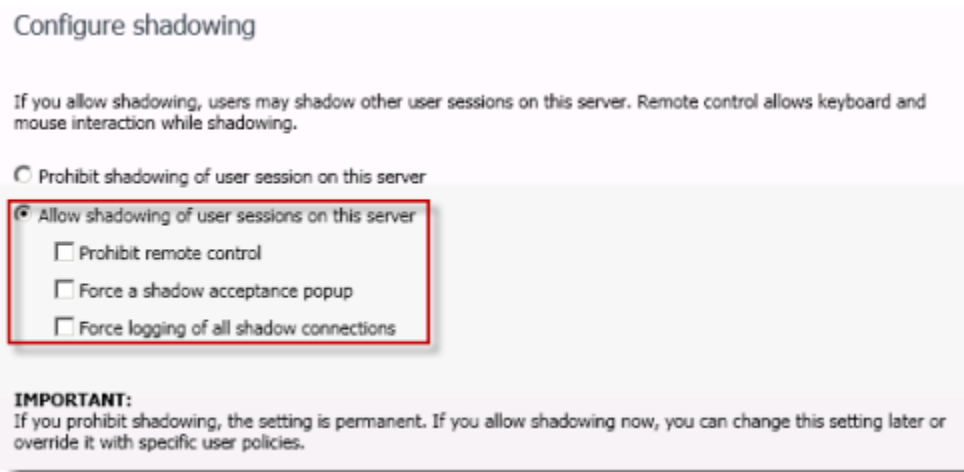 Configure shadowing
If you allow shadowing, users may shadow other user sessions on this server. Remote control allows keyboard and
mouse interaction while shadowing.
Prohibit shadowing of user session on this server
Allow shadowing of user sessions on this server
Prohibit remote control
Force a shadow acceptance popup
Force logging of all shadow connections
IMPORTANT:
If you prohibit shadowing, the setting is permanent. If you allow shadowing now, you can change this setting later or
override it with specific user policies.